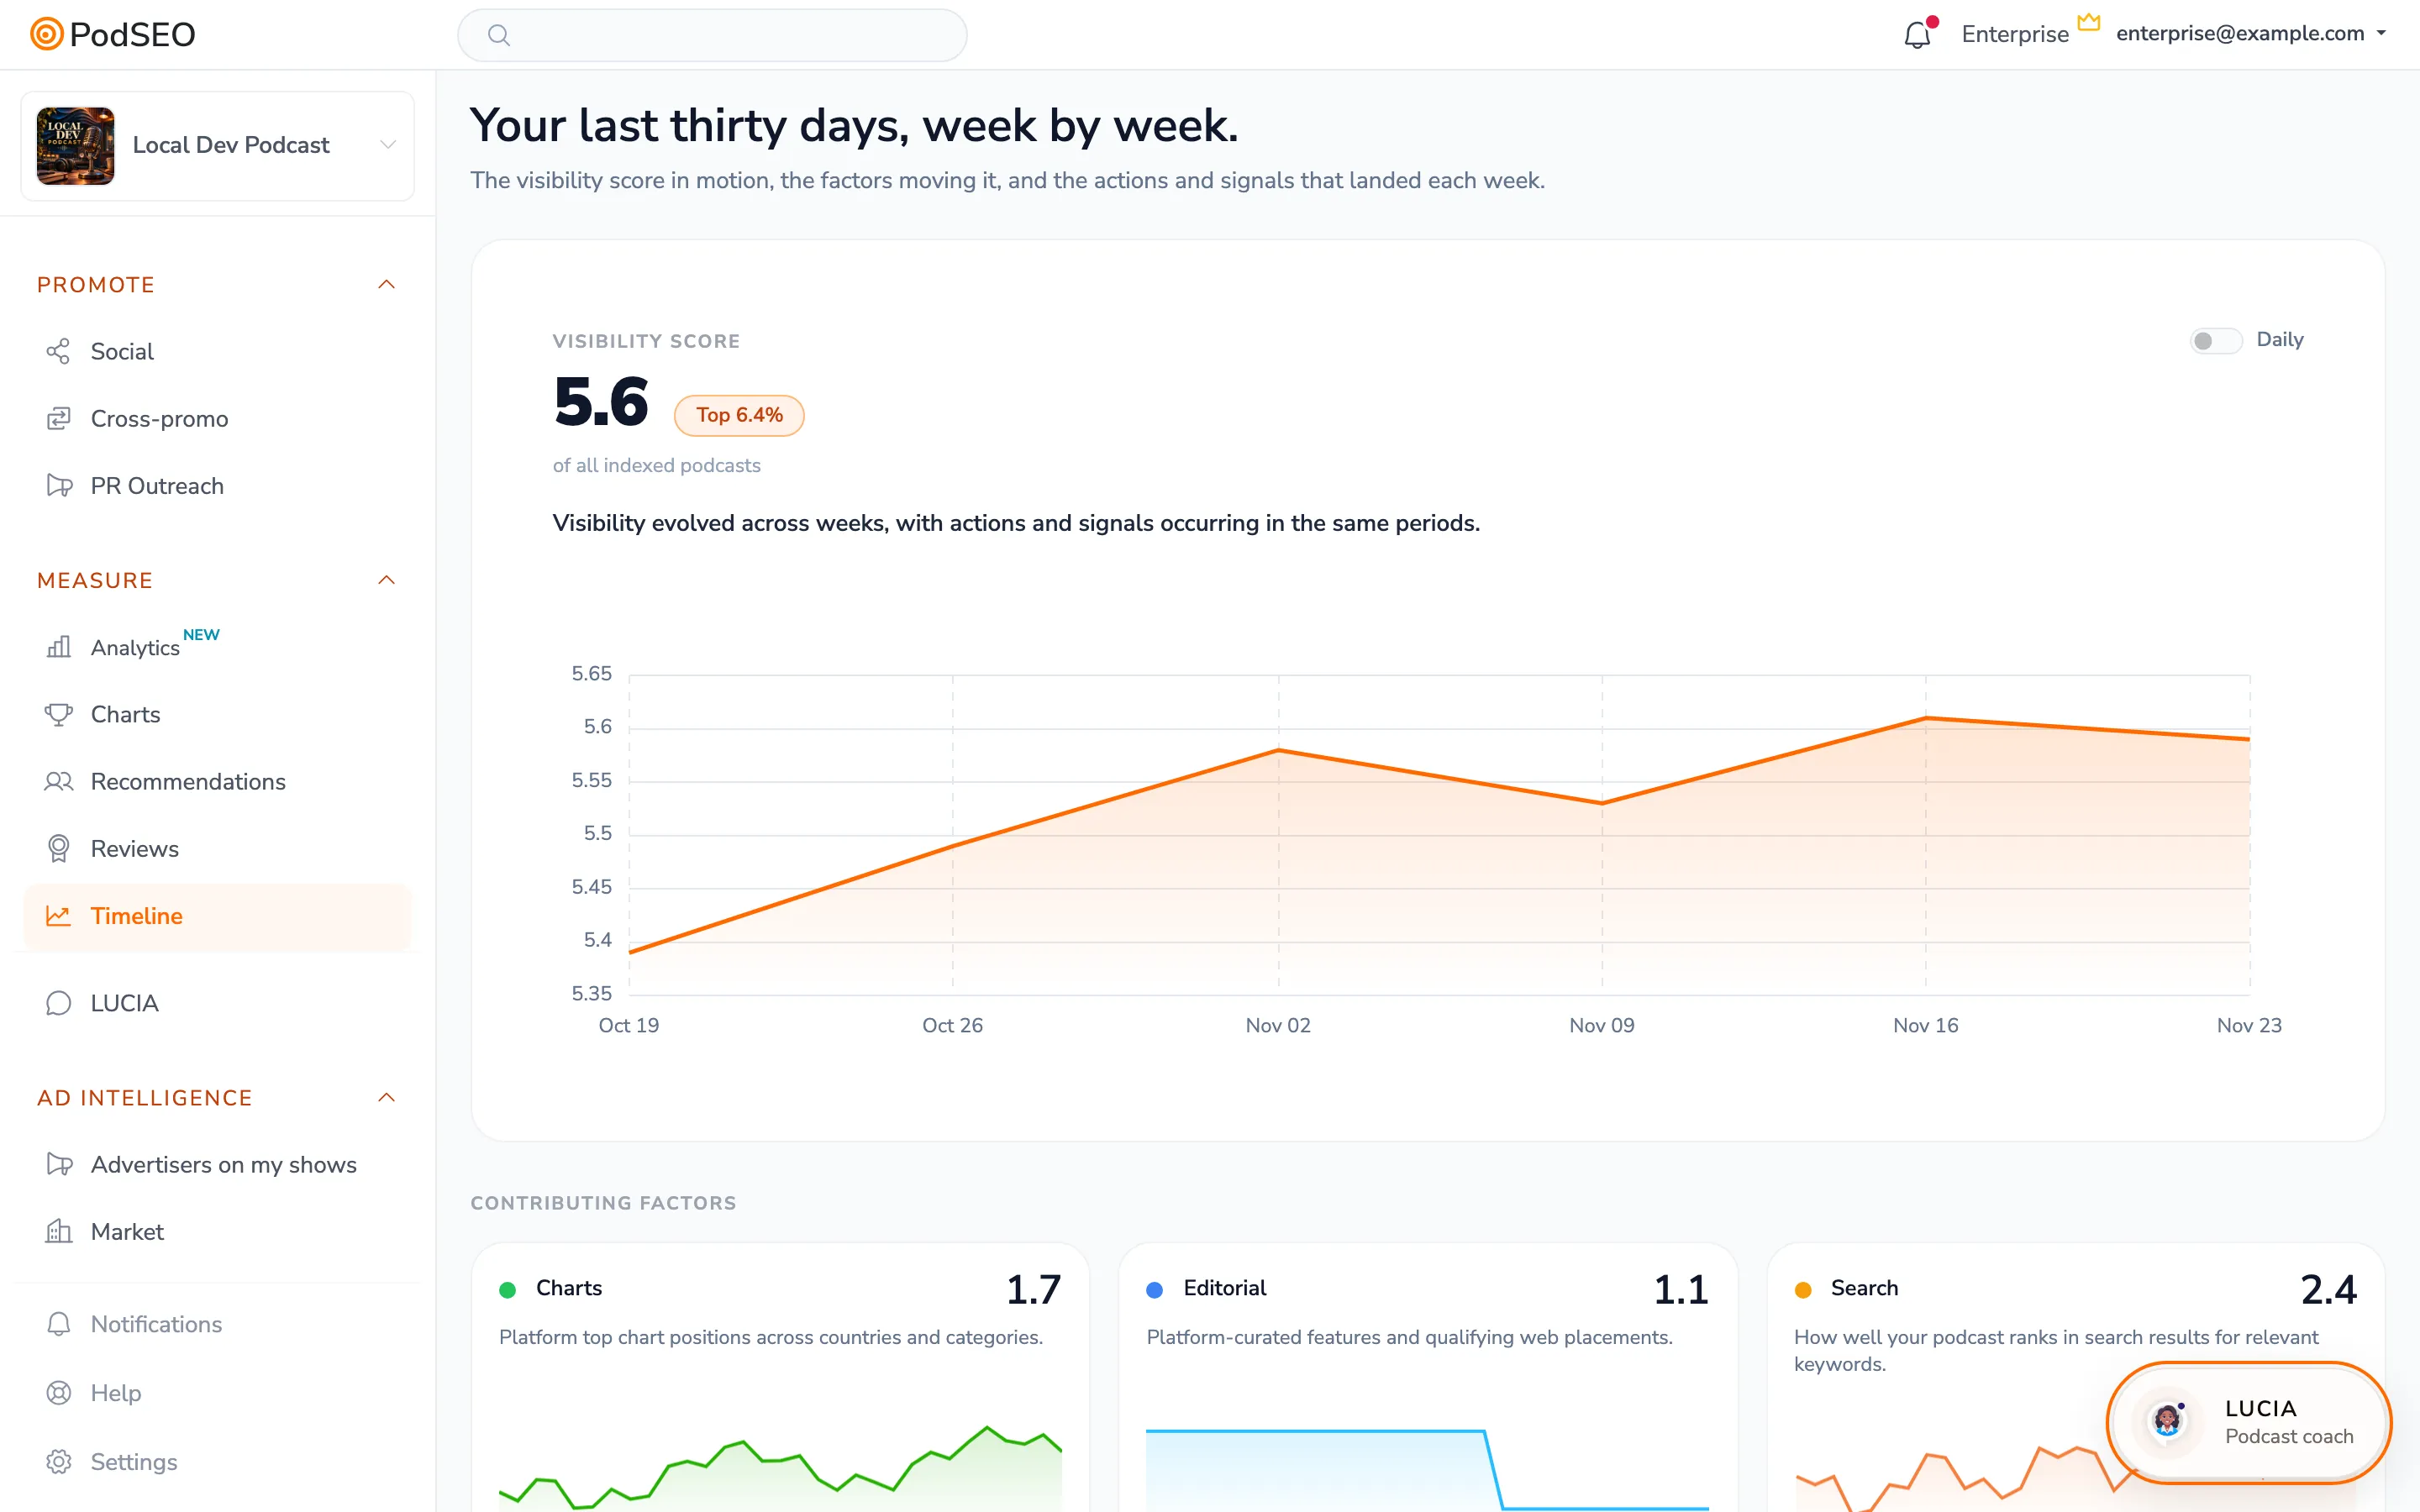 PodSEO
Enterprise
enterprise@example.com
LOCAL
DEV
PODCAST
Local Dev Podcast
PROMOTE
Social
Cross-promo
PR Outreach
MEASURE
Analytics NEW
Charts
Recommendations
Reviews
Timeline
LUCIA
AD INTELLIGENCE
Advertisers on my shows
Market
Notifications
Help
Settings
Your last thirty days, week by week.
The visibility score in motion, the factors moving it, and the actions and signals that landed each week.
VISIBILITY SCORE
Daily
5.6
Top 6.4%
of all indexed podcasts
Visibility evolved across weeks, with actions and signals occurring in the same periods.
5.65
5.6
5.55
5.5
5.45
5.4
5.35
Oct 19
Oct 26
Nov 02
Nov 09
Nov 16
Nov 23
CONTRIBUTING FACTORS
Charts
1.7
Platform top chart positions across countries and categories.
Editorial
1.1
Platform-curated features and qualifying web placements.
Search
2.4
How well your podcast ranks in search results for relevant
keywords.
LUCIA
Podcast coach